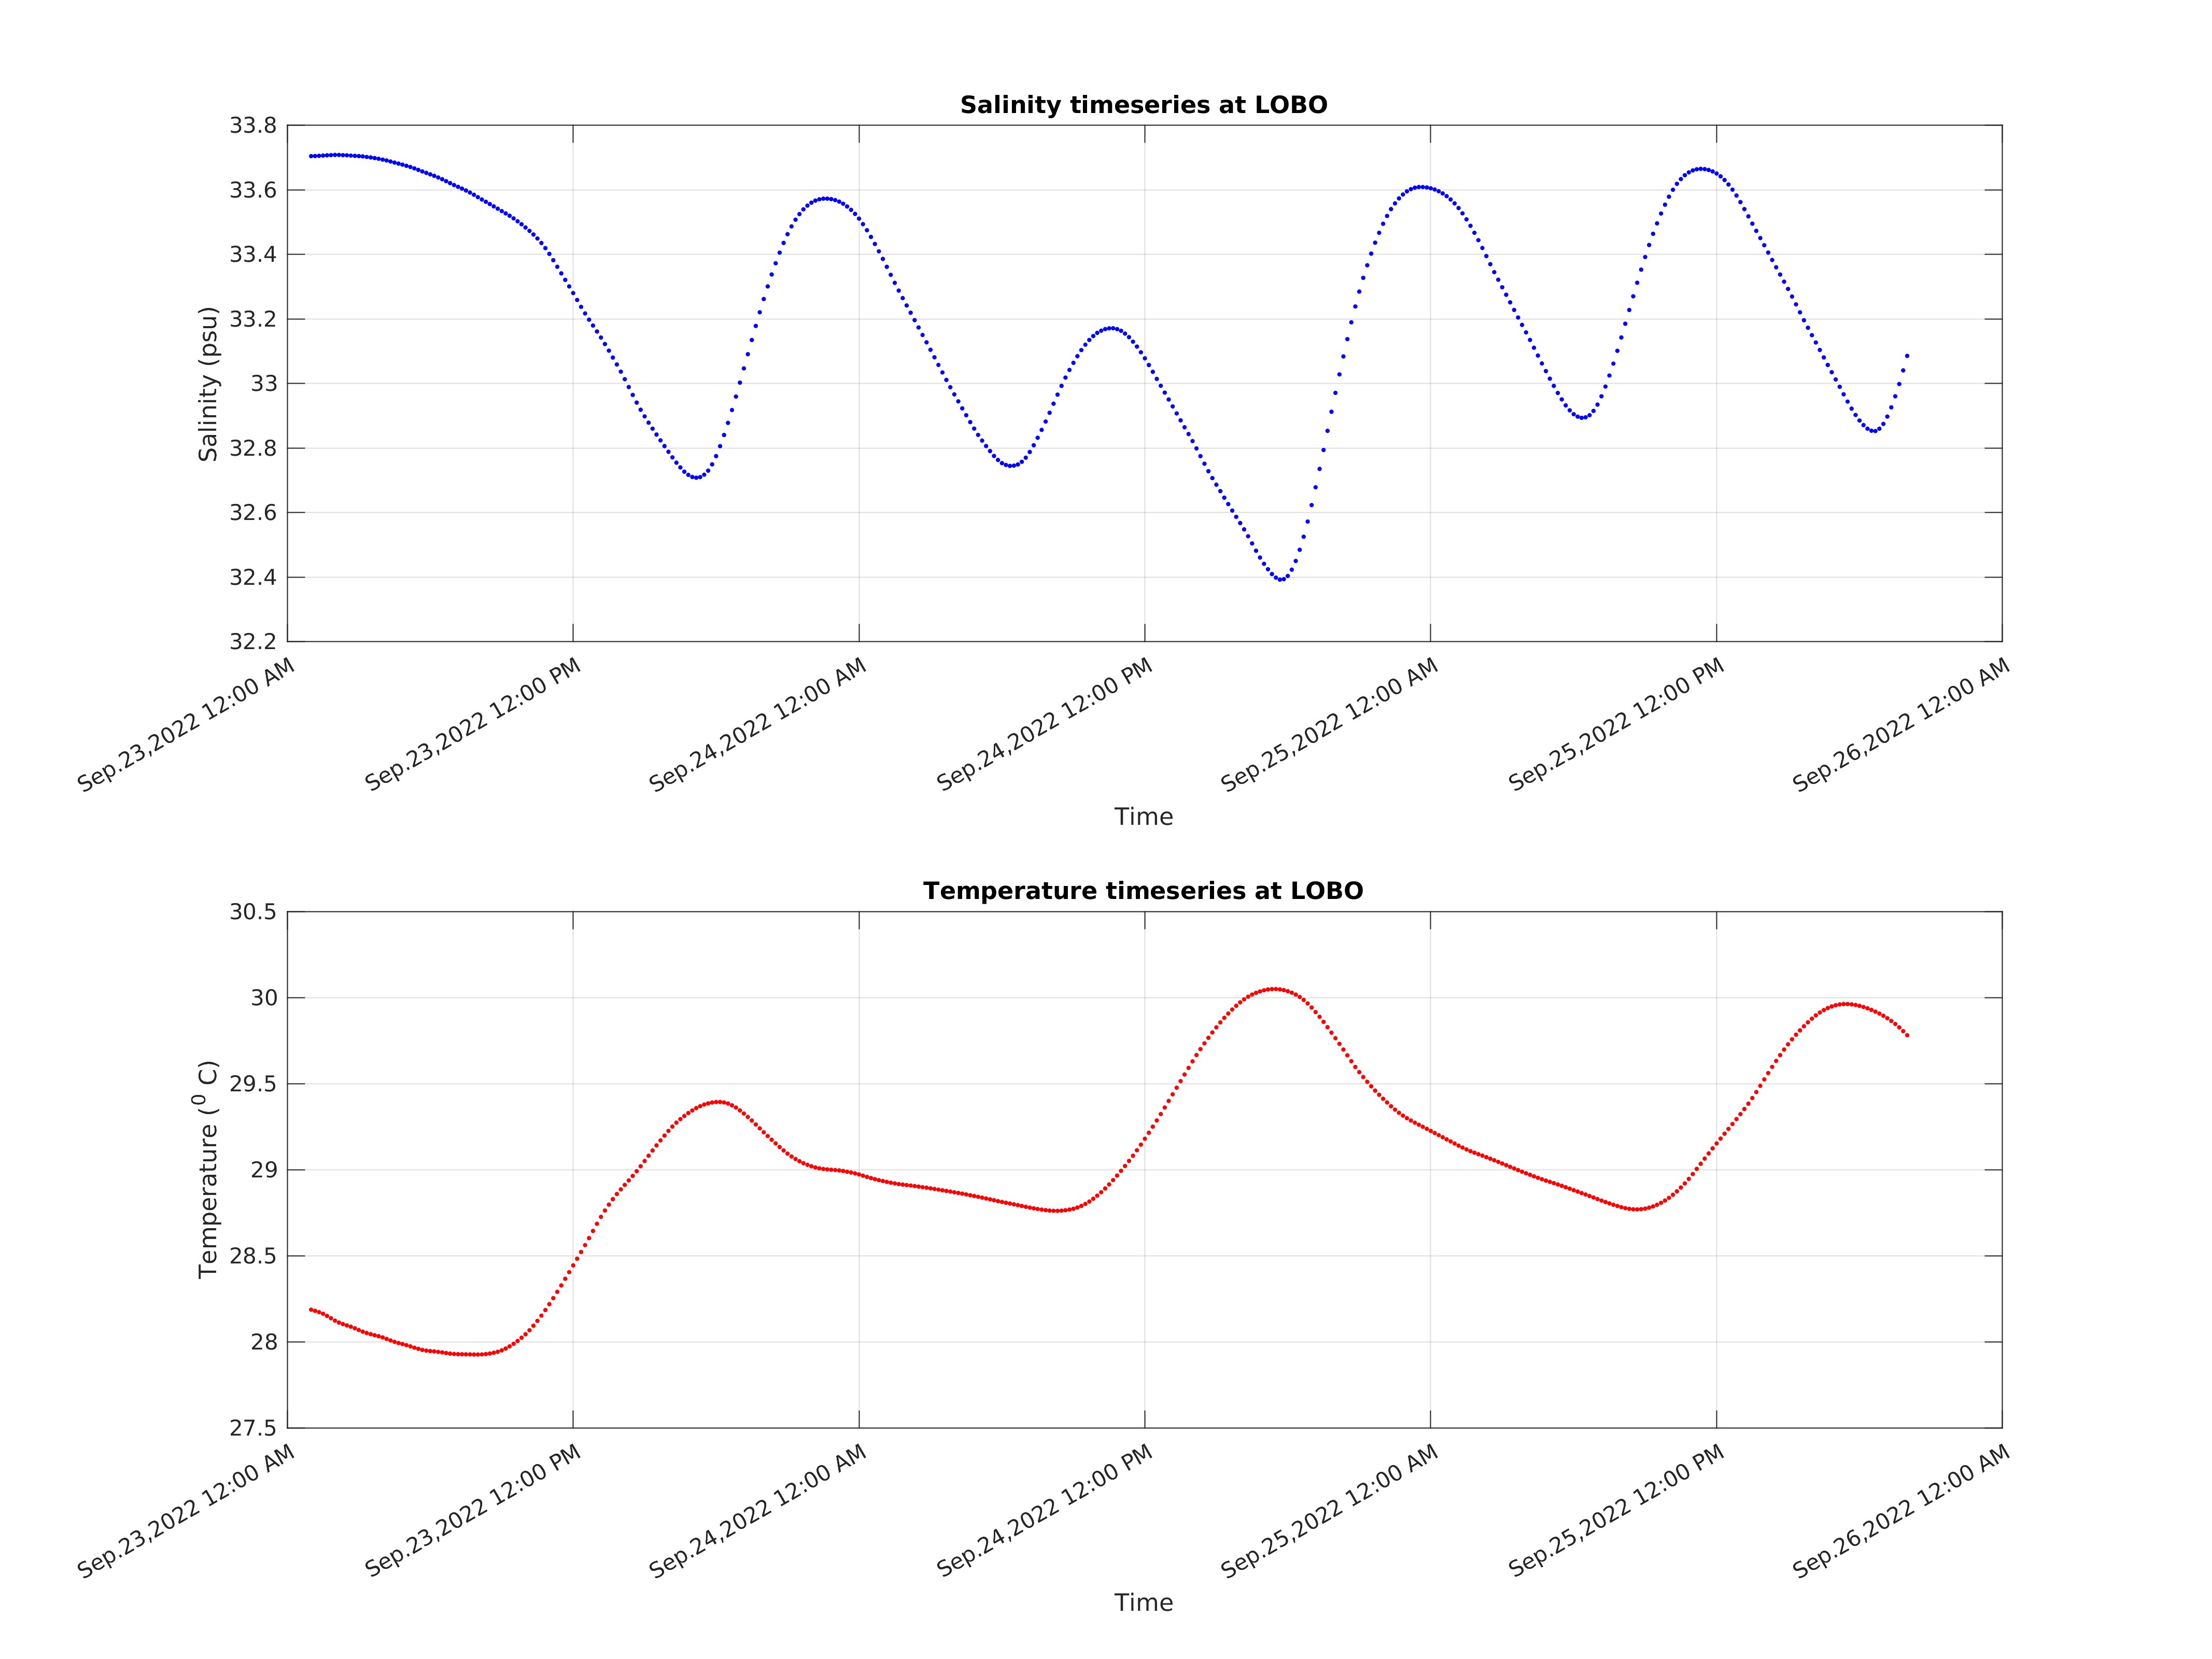 Salinity timeseries at LOBO
33.8
33.6
33.4
33.2
33
32.8
32.6
32.4
32.2
Salinity (psu)
Sep.23,2022 12:00 AM
Sep.23,2022 12:00 PM
Sep.24,2022 12:00 AM
Sep.24,2022 12:00 PM
Sep.25,2022 12:00 AM
Sep.25,2022 12:00 PM
Sep.26,2022 12:00 AM
Time
Temperature timeseries at LOBO
30.5
30
29.5
29
28.5
28
27.5
Temperature (⁰ C)
Sep.23,2022 12:00 AM
Sep.23,2022 12:00 PM
Sep.24,2022 12:00 AM
Sep.24,2022 12:00 PM
Sep.25,2022 12:00 AM
Sep.25,2022 12:00 PM
Sep.26,2022 12:00 AM
Time